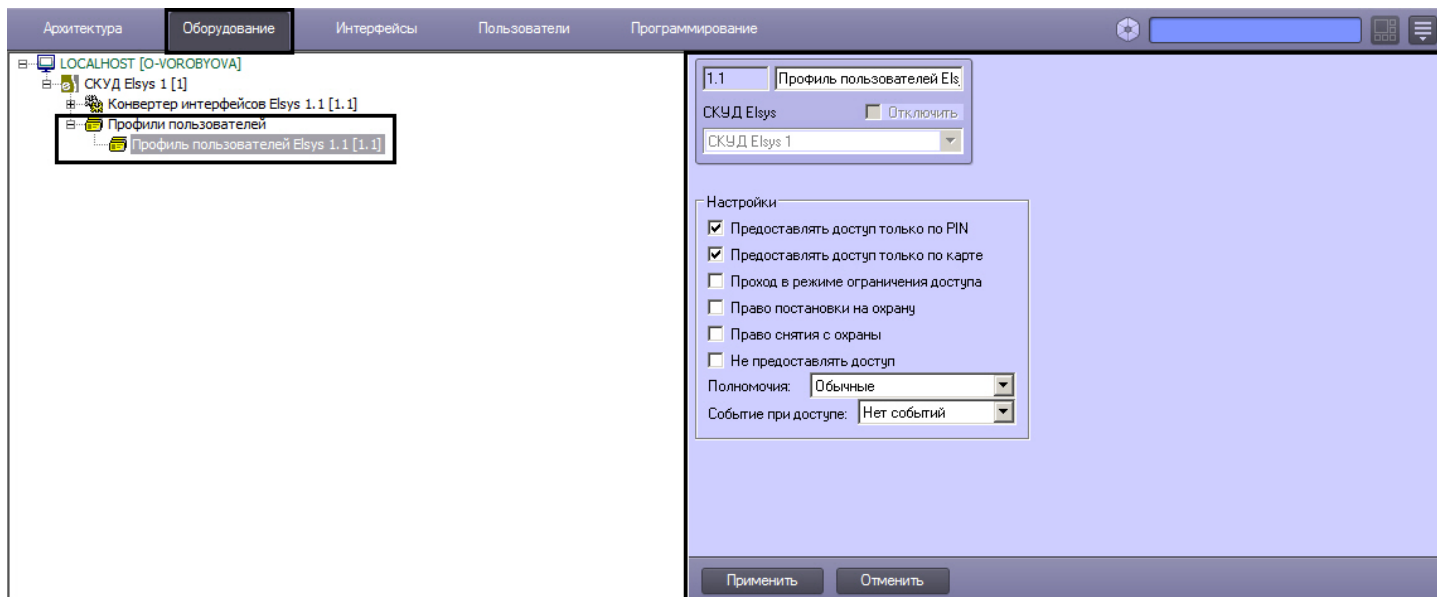 Архитектура Оборудование Интерфейсы Пользователи Программирование
LOCALHOST [O-VOROBYOVA]
СКУД Elsys 1 [1]
Конвертер интерфейсов Elsys 1.1 [1.1]
Профили пользователей
Профиль пользователей Elsys 1.1 [1.1]
1.1 Профиль пользователей Els
СКУД Elsys Отключить
СКУД Elsys 1
Настройки
Предоставлять доступ только по PIN
Предоставлять доступ только по карте
Проход в режиме ограничения доступа
Право постановки на охрану
Право снятия с охраны
Не предоставлять доступ
Полномочия: Обычные
Событие при доступе: Нет событий
Применить Отменить